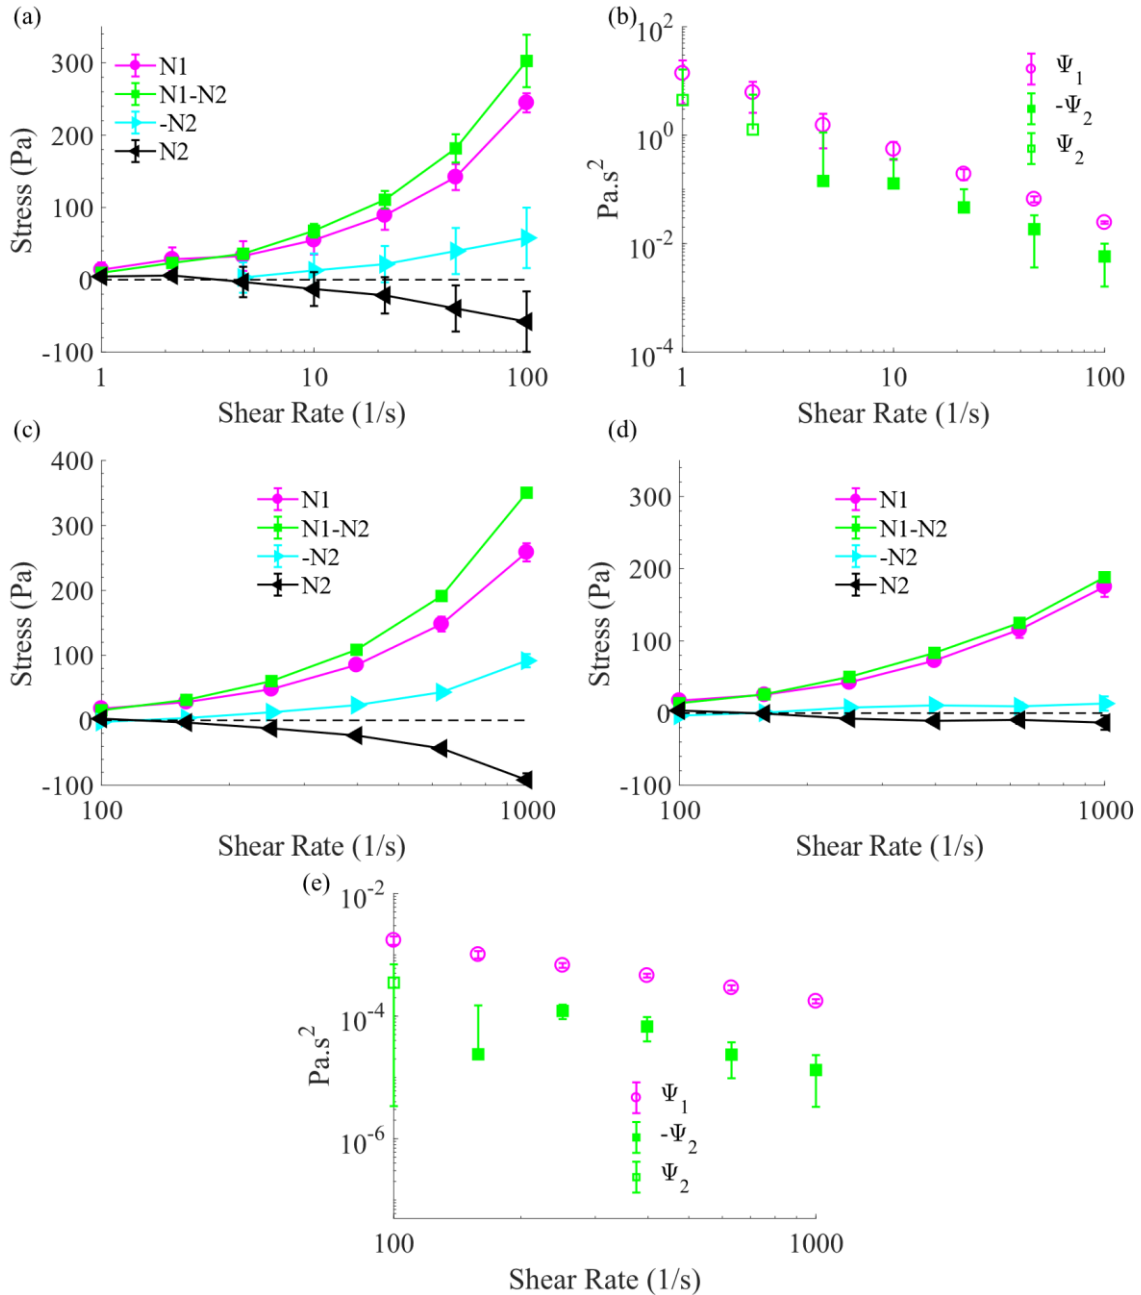 (a)
300
200
100
0
-100
Stress (Pa)
N1
N1-N2
-N2
N2
1
10
100
Shear Rate (1/s)
(b)
10^2
10^0
10^-2
10^-4
Pa.s^2
Ψ_1
-Ψ_2
Ψ_2
1
10
100
Shear Rate (1/s)
(c)
400
300
200
100
0
-100
Stress (Pa)
N1
N1-N2
-N2
N2
100
1000
Shear Rate (1/s)
(d)
300
200
100
0
-100
Stress (Pa)
N1
N1-N2
-N2
N2
100
1000
Shear Rate (1/s)
(e)
10^-2
10^-4
10^-6
Pa.s^2
Ψ_1
-Ψ_2
Ψ_2
100
1000
Shear Rate (1/s)